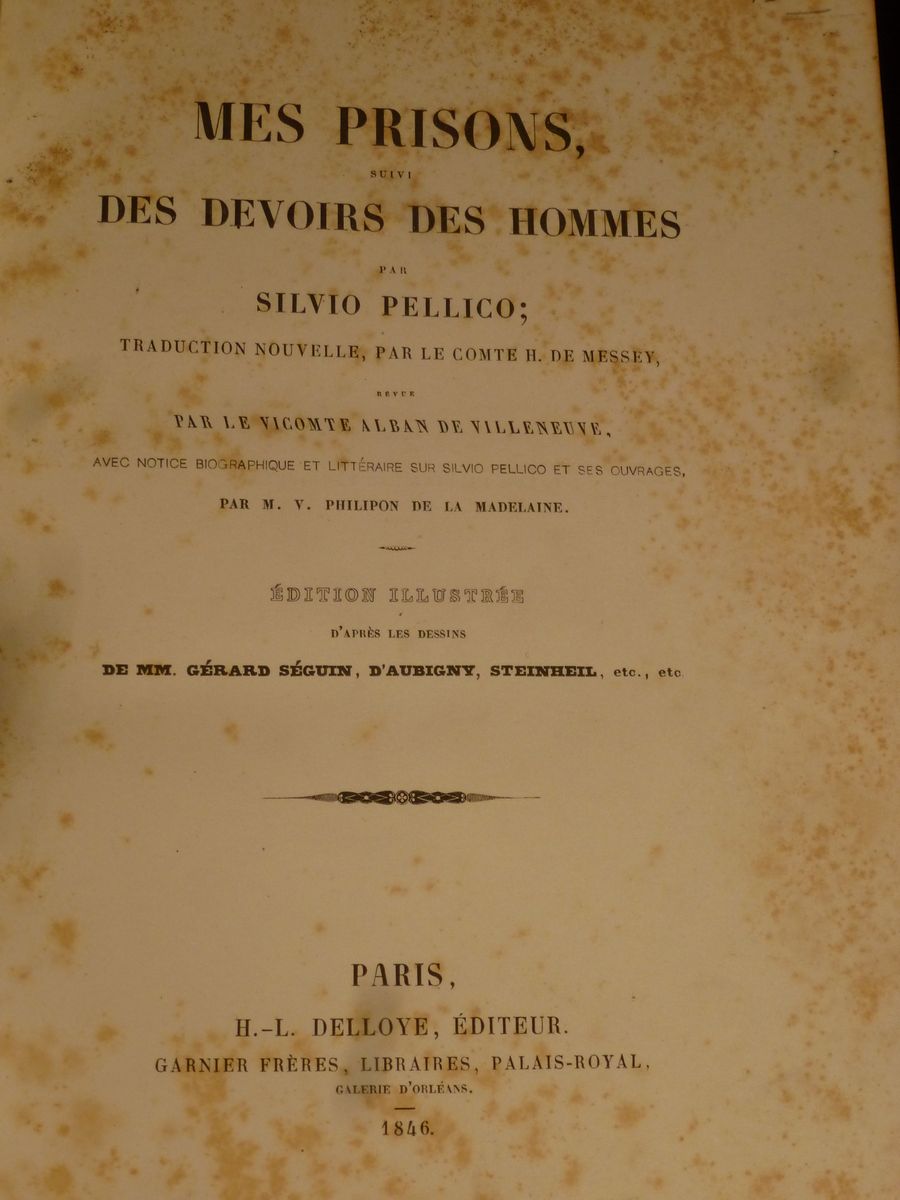 MES PRISONS,
SUIVI
DES DEVOIRS DES HOMMES
PAR
SILVIO PELLICO;
TRADUCTION NOUVELLE, PAR LE COMTE H. DE MESSEY,
REVUE
PAR LE VICOMTE ALBAN DE VILLENEUVE,
AVEC NOTICE BIOGRAPHIQUE ET LITTÉRAIRE SUR SILVIO PELLICO ET SES OUVRAGES,
PAR M. V. PHILIPON DE LA MADELAINE.
ÉDITION ILLUSTRÉE
D'APRÈS LES DESSINS
DE MM. GÉRARD SÉGUIN, D'AUBIGNY, STEINHEIL, etc., etc
PARIS,
H.-L. DELLOYE, ÉDITEUR.
GARNIER FRÈRES, LIBRAIRES, PALAIS-ROYAL,
GALERIE D'ORLÉANS.
1846.